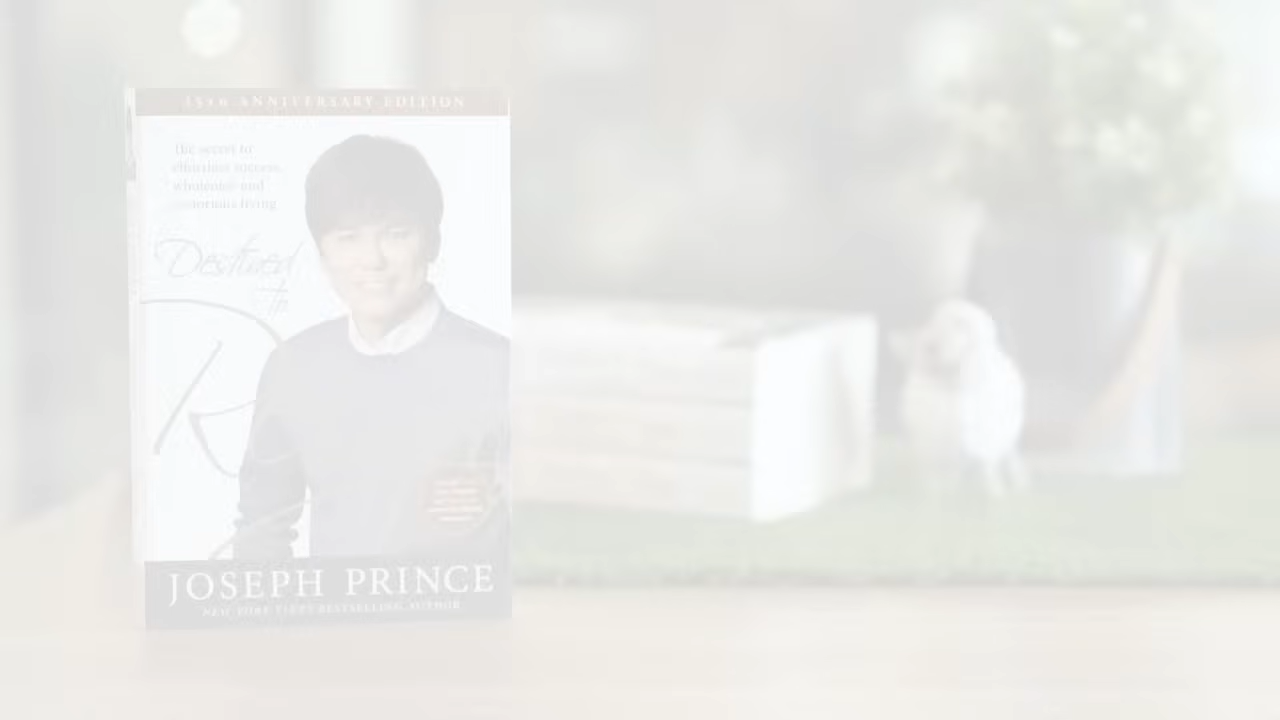 15TH ANNIVERSARY EDITION
the secret to
effortless success,
wholeness and
victorious living
Destined
To
JOSEPH PRINCE
NEW YORK TIMES BESTSELLING AUTHOR